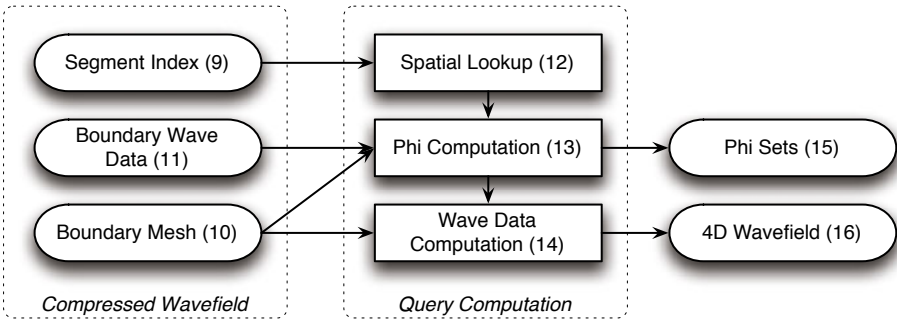 Segment Index (9)
Spatial Lookup (12)
Boundary Wave
Data (11)
Phi Computation (13)
Phi Sets (15)
Boundary Mesh (10)
Wave Data
Computation (14)
4D Wavefield (16)
Compressed Wavefield
Query Computation